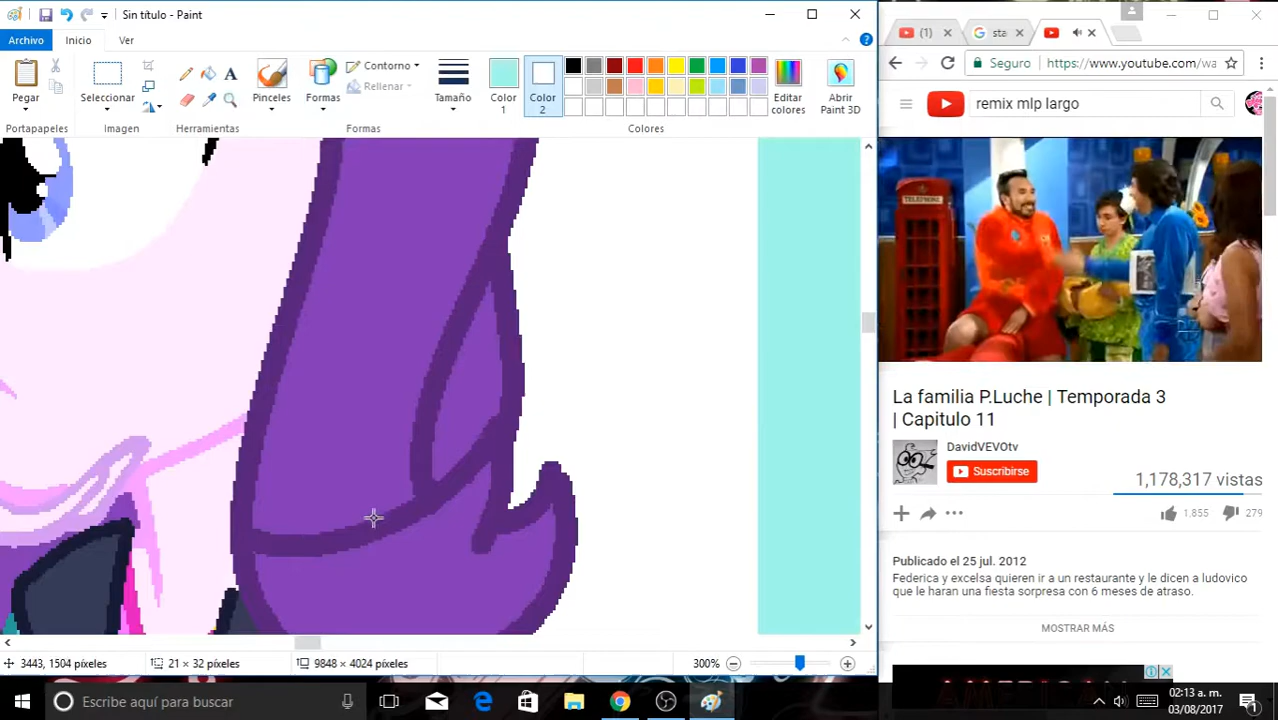 Sin título - Paint
Archivo Inicio Ver
Pegar Seleccionar Pinceles Formas Contorno Rellenar Tamaño Color 1 Color 2 Editar colores Abrir Paint 3D
Portapapeles Imagen Herramientas Formas Colores
3443, 1504 píxeles 21 × 32 píxeles 9848 × 4024 píxeles 300%
(1) sta
Seguro https://www.youtube.com/wa
remix mlp largo
TELEPHONE
La familia P.Luche | Temporada 3
| Capitulo 11
DavidVEVOtv
Suscribirse
1,178,317 vistas
1,855 279
Publicado el 25 jul. 2012
Federica y excelsa quieren ir a un restaurante y le dicen a ludovico
que le haran una fiesta sorpresa con 6 meses de atraso.
MOSTRAR MÁS
Escribe aquí para buscar
02:13 a. m.
03/08/2017
1